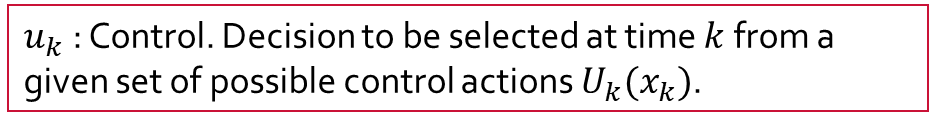 𝑢ₖ : Control. Decision to be selected at time 𝑘 from a
given set of possible control actions 𝑈ₖ(𝑥ₖ).